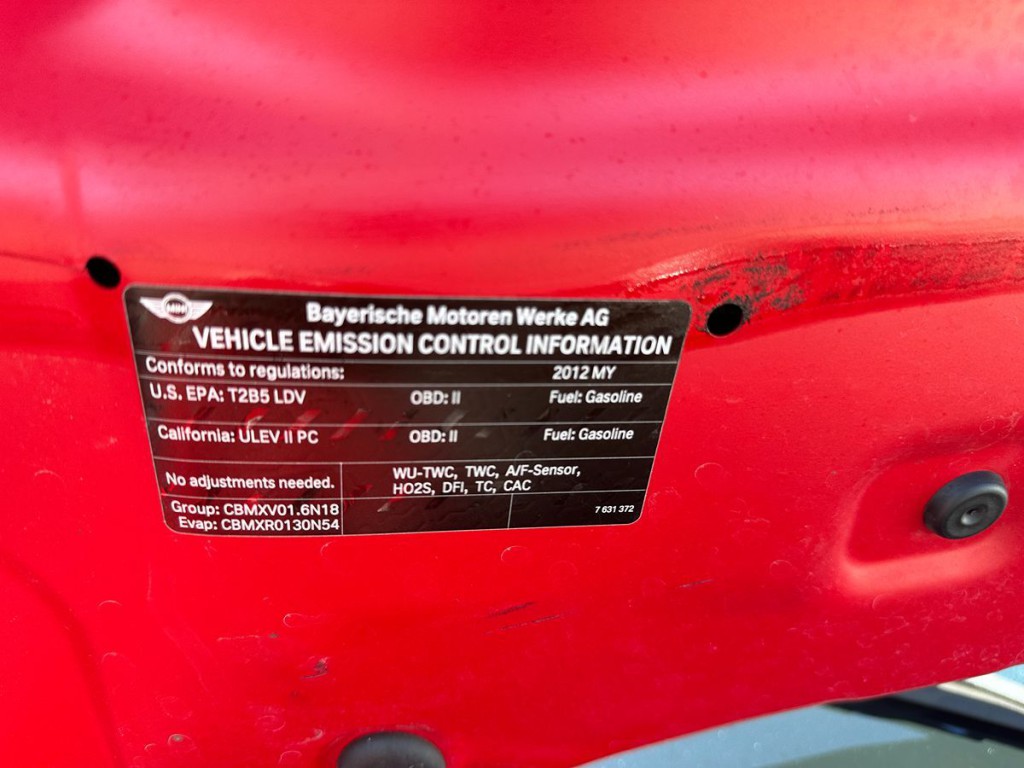 MINI
Bayerische Motoren Werke AG
VEHICLE EMISSION CONTROL INFORMATION
Conforms to regulations: 2012 MY
U.S. EPA: T2B5 LDV OBD: II Fuel: Gasoline
California: ULEV II PC OBD: II Fuel: Gasoline
No adjustments needed.
WU-TWC, TWC, A/F-Sensor,
HO2S, DFI, TC, CAC
Group: CBMXV01.6N18
Evap: CBMXR0130N54
7 631 372